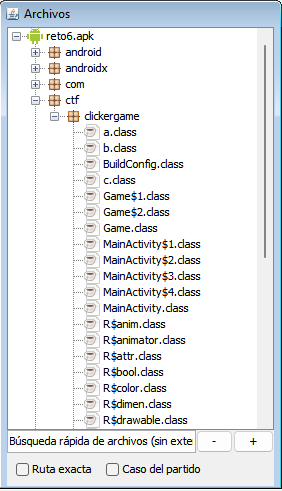 Archivos
reto6.apk
android
androidx
com
ctf
clickergame
a.class
b.class
BuildConfig.class
c.class
Game$1.class
Game$2.class
Game.class
MainActivity$1.class
MainActivity$2.class
MainActivity$3.class
MainActivity$4.class
MainActivity.class
R$anim.class
R$animator.class
R$attr.class
R$bool.class
R$color.class
R$dimen.class
R$drawable.class
Búsqueda rápida de archivos (sin exte - +
Ruta exacta Caso del partido